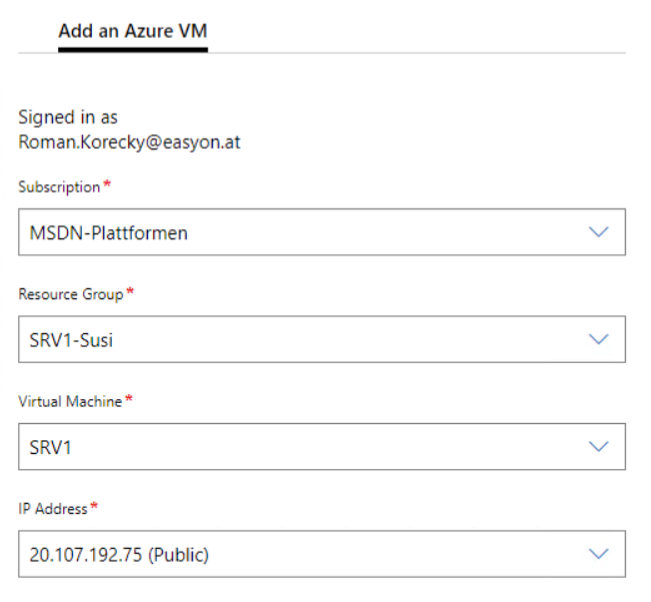 Add an Azure VM
Signed in as
Roman.Korecky@easyon.at
Subscription *
MSDN-Plattformen
Resource Group *
SRV1-Susi
Virtual Machine *
SRV1
IP Address *
20.107.192.75 (Public)